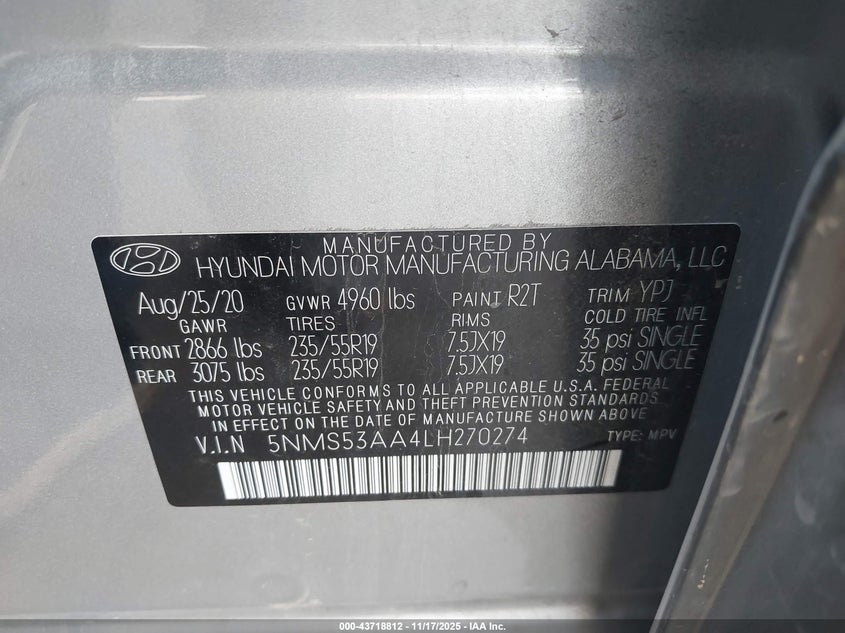 MANUFACTURED BY
HYUNDAI MOTOR MANUFACTURING ALABAMA, LLC
Aug/25/20 GVWR 4960 lbs PAINT R2T TRIM YPJ
GAWR TIRES RIMS COLD TIRE INFL
FRONT 2866 lbs 235/55R19 7.5JX19 35 psi SINGLE
REAR 3075 lbs 235/55R19 7.5JX19 35 psi SINGLE
THIS VEHICLE CONFORMS TO ALL APPLICABLE U.S.A. FEDERAL
MOTOR VEHICLE SAFETY AND THEFT PREVENTION STANDARDS
IN EFFECT ON THE DATE OF MANUFACTURE SHOWN ABOVE
V.I.N 5NMS53AA4LH270274 TYPE: MPV
000-43718812 - 11/17/2025 - IAA Inc.